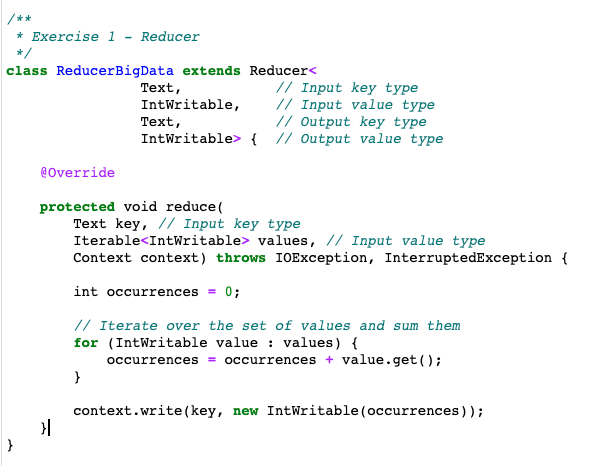 /**
 * Exercise 1 - Reducer
 */
class ReducerBigData extends Reducer<
                Text,           // Input key type
                IntWritable,    // Input value type
                Text,           // Output key type
                IntWritable> {  // Output value type

    @Override

    protected void reduce(
        Text key, // Input key type
        Iterable<IntWritable> values, // Input value type
        Context context) throws IOException, InterruptedException {

        int occurrences = 0;

        // Iterate over the set of values and sum them
        for (IntWritable value : values) {
            occurrences = occurrences + value.get();
        }

        context.write(key, new IntWritable(occurrences));
    }
}